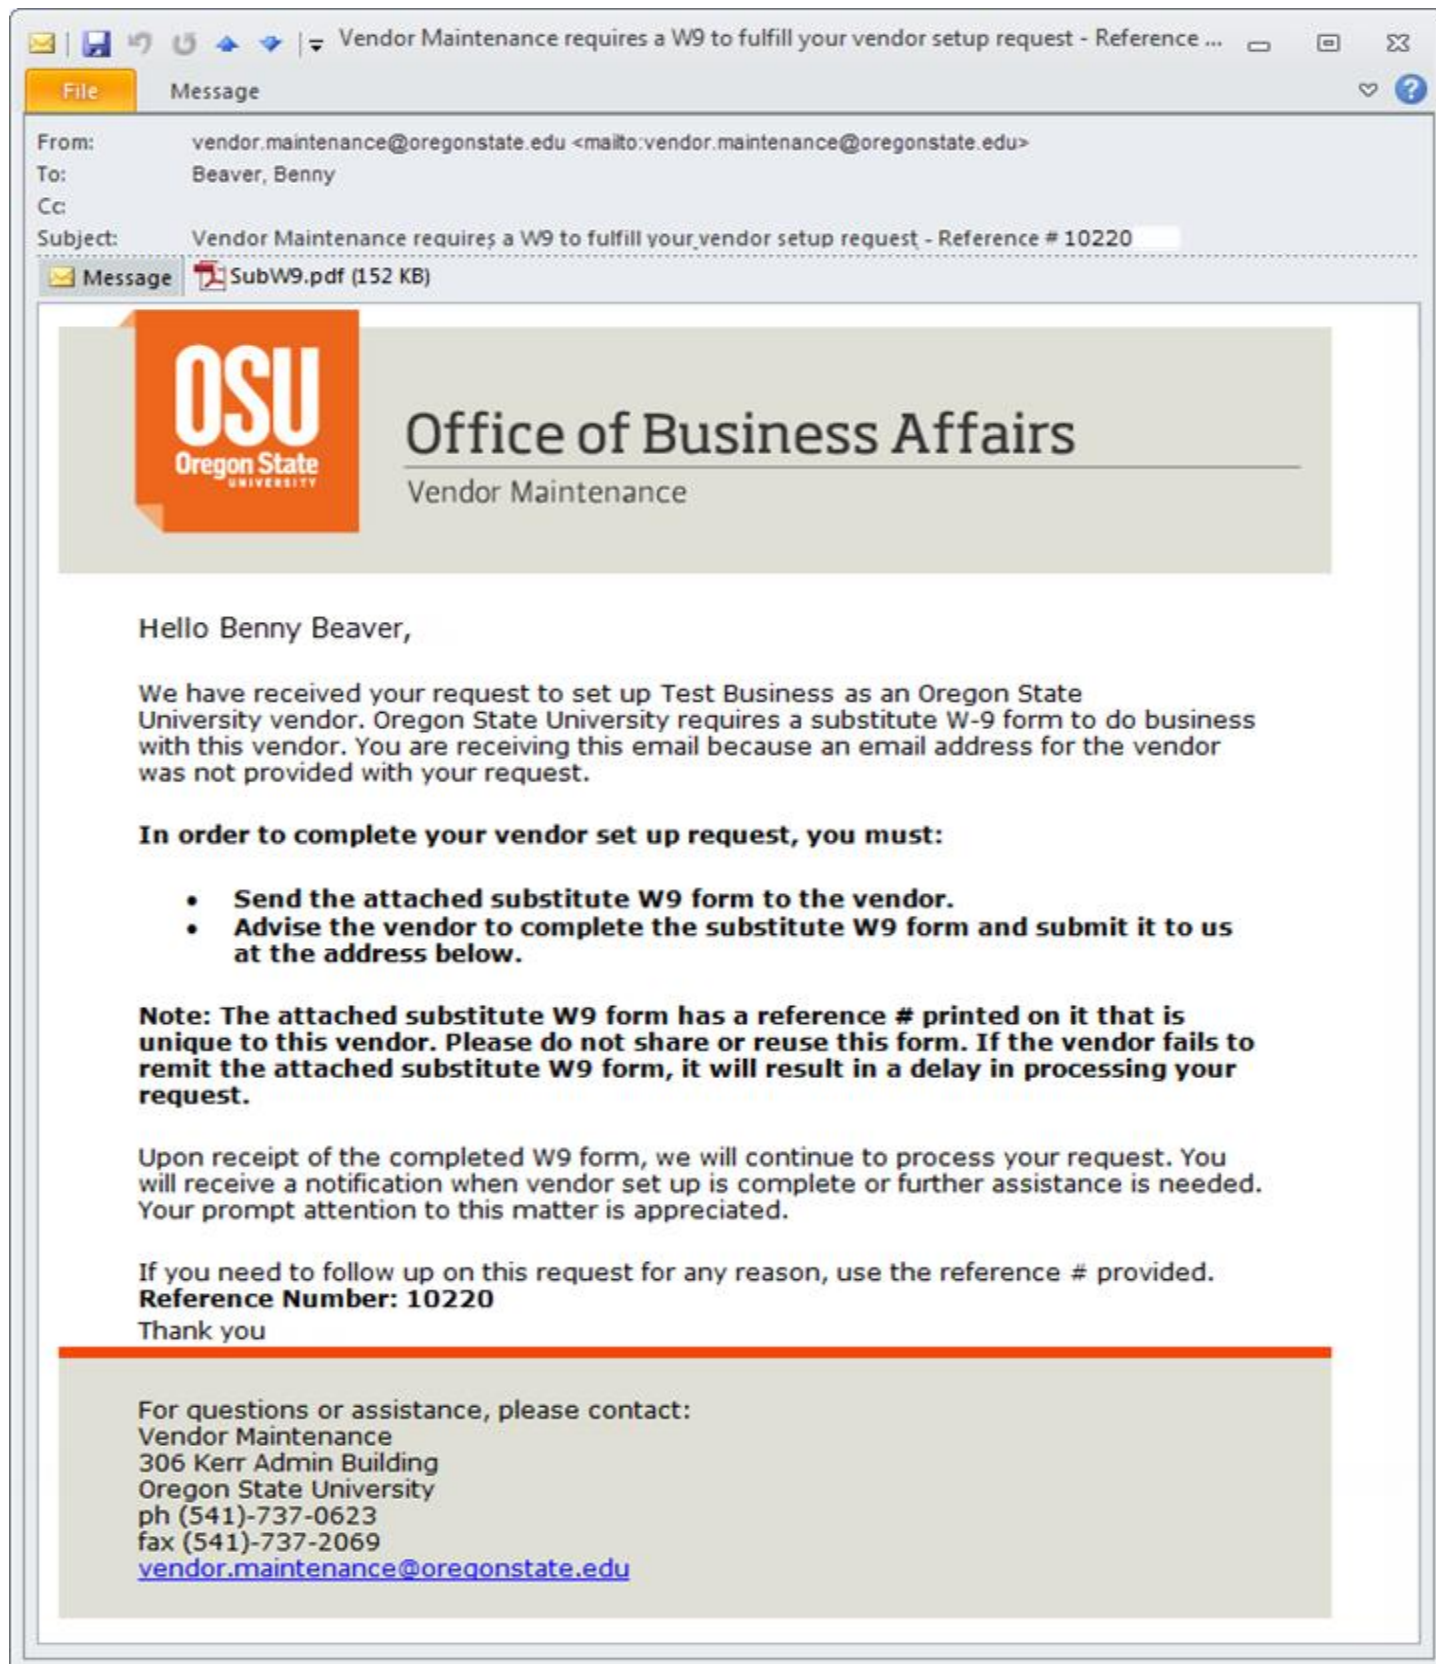 Vendor Maintenance requires a W9 to fulfill your vendor setup request - Reference ...
File Message
From: vendor.maintenance@oregonstate.edu <mailto:vendor.maintenance@oregonstate.edu>
To: Beaver, Benny
Cc:
Subject: Vendor Maintenance requires a W9 to fulfill your vendor setup request - Reference # 10220
Message SubW9.pdf (152 KB)
OSU
Oregon State
UNIVERSITY
Office of Business Affairs
Vendor Maintenance
Hello Benny Beaver,
We have received your request to set up Test Business as an Oregon State
University vendor. Oregon State University requires a substitute W-9 form to do business
with this vendor. You are receiving this email because an email address for the vendor
was not provided with your request.
In order to complete your vendor set up request, you must:
• Send the attached substitute W9 form to the vendor.
• Advise the vendor to complete the substitute W9 form and submit it to us
at the address below.
Note: The attached substitute W9 form has a reference # printed on it that is
unique to this vendor. Please do not share or reuse this form. If the vendor fails to
remit the attached substitute W9 form, it will result in a delay in processing your
request.
Upon receipt of the completed W9 form, we will continue to process your request. You
will receive a notification when vendor set up is complete or further assistance is needed.
Your prompt attention to this matter is appreciated.
If you need to follow up on this request for any reason, use the reference # provided.
Reference Number: 10220
Thank you
For questions or assistance, please contact:
Vendor Maintenance
306 Kerr Admin Building
Oregon State University
ph (541)-737-0623
fax (541)-737-2069
vendor.maintenance@oregonstate.edu